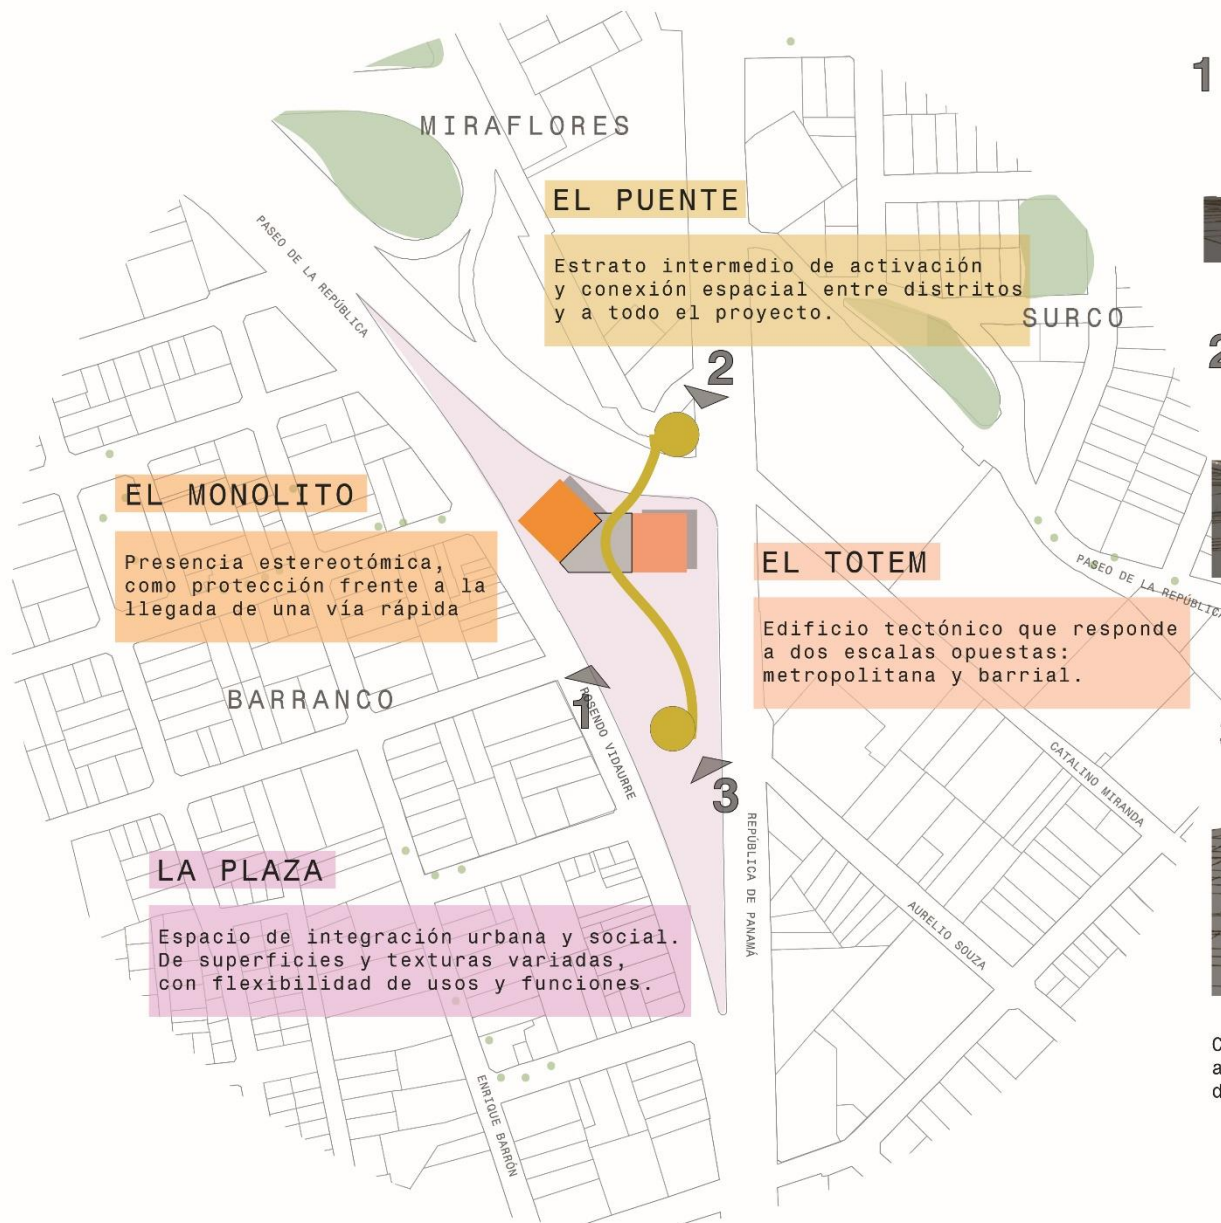 1
MIRAFLORES
EL PUENTE
PASEO DE LA REPÚBLICA
Estrato intermedio de activación
y conexión espacial entre distritos
y a todo el proyecto.
SURCO
2
2
EL MONOLITO
Presencia estereotómica,
como protección frente a la
llegada de una vía rápida
EL TOTEM
PASEO DE LA REPÚBLICA
Edificio tectónico que responde
a dos escalas opuestas:
metropolitana y barrial.
BARRANCO
1
ROSENDO VIDAURRE
3
CATALINO MIRANDA
REPÚBLICA DE PANAMÁ
LA PLAZA
AURELIO SOUZA
Espacio de integración urbana y social.
De superficies y texturas variadas,
con flexibilidad de usos y funciones.
ENRIQUE BARRÓN